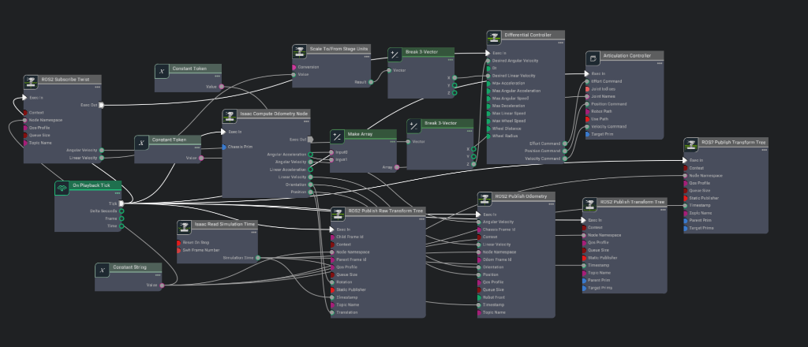 ROS2 Subscribe Twist
Exec In
Exec Out
Context
Node Namespace
Qos Profile
Queue Size
Topic Name
Angular Velocity
Linear Velocity
Constant Token
Value
Constant Token
Value
On Playback Tick
Tick
Delta Seconds
Frame
Time
Constant String
Value
Isaac Read Simulation Time
Reset On Stop
Swh Frame Number
Simulation Time
Isaac Compute Odometry Node
Exec In
Exec Out
Chassis Prim
Angular Acceleration
Angular Velocity
Linear Acceleration
Linear Velocity
Orientation
Position
Scale To/From Stage Units
Conversion
Value
Result
Break 3-Vector
Vector
X
Y
Z
Make Array
Input0
Input1
Array
Break 3-Vector
Vector
X
Y
Z
Differential Controller
Exec In
Desired Angular Velocity
Dt
Desired Linear Velocity
Max Acceleration
Max Angular Acceleration
Max Angular Speed
Max Deceleration
Max Linear Speed
Max Wheel Speed
Wheel Distance
Wheel Radius
Effort Command
Position Command
Velocity Command
Articulation Controller
Exec In
Effort Command
Joint Indices
Joint Names
Position Command
Robot Path
Use Path
Velocity Command
Target Prim
ROS2 Publish Raw Transform Tree
Exec In
Child Frame Id
Context
Node Namespace
Parent Frame Id
Qos Profile
Queue Size
Rotation
Static Publisher
Timestamp
Topic Name
Translation
ROS2 Publish Odometry
Exec In
Angular Velocity
Chassis Frame Id
Context
Linear Velocity
Node Namespace
Odom Frame Id
Orientation
Position
Qos Profile
Queue Size
Robot Front
Timestamp
Topic Name
ROS2 Publish Transform Tree
Exec In
Context
Node Namespace
Qos Profile
Queue Size
Static Publisher
Timestamp
Topic Name
Parent Prim
Target Prims
ROS2 Publish Transform Tree
Exec In
Context
Node Namespace
Qos Profile
Queue Size
Static Publisher
Timestamp
Topic Name
Parent Prim
Target Prims